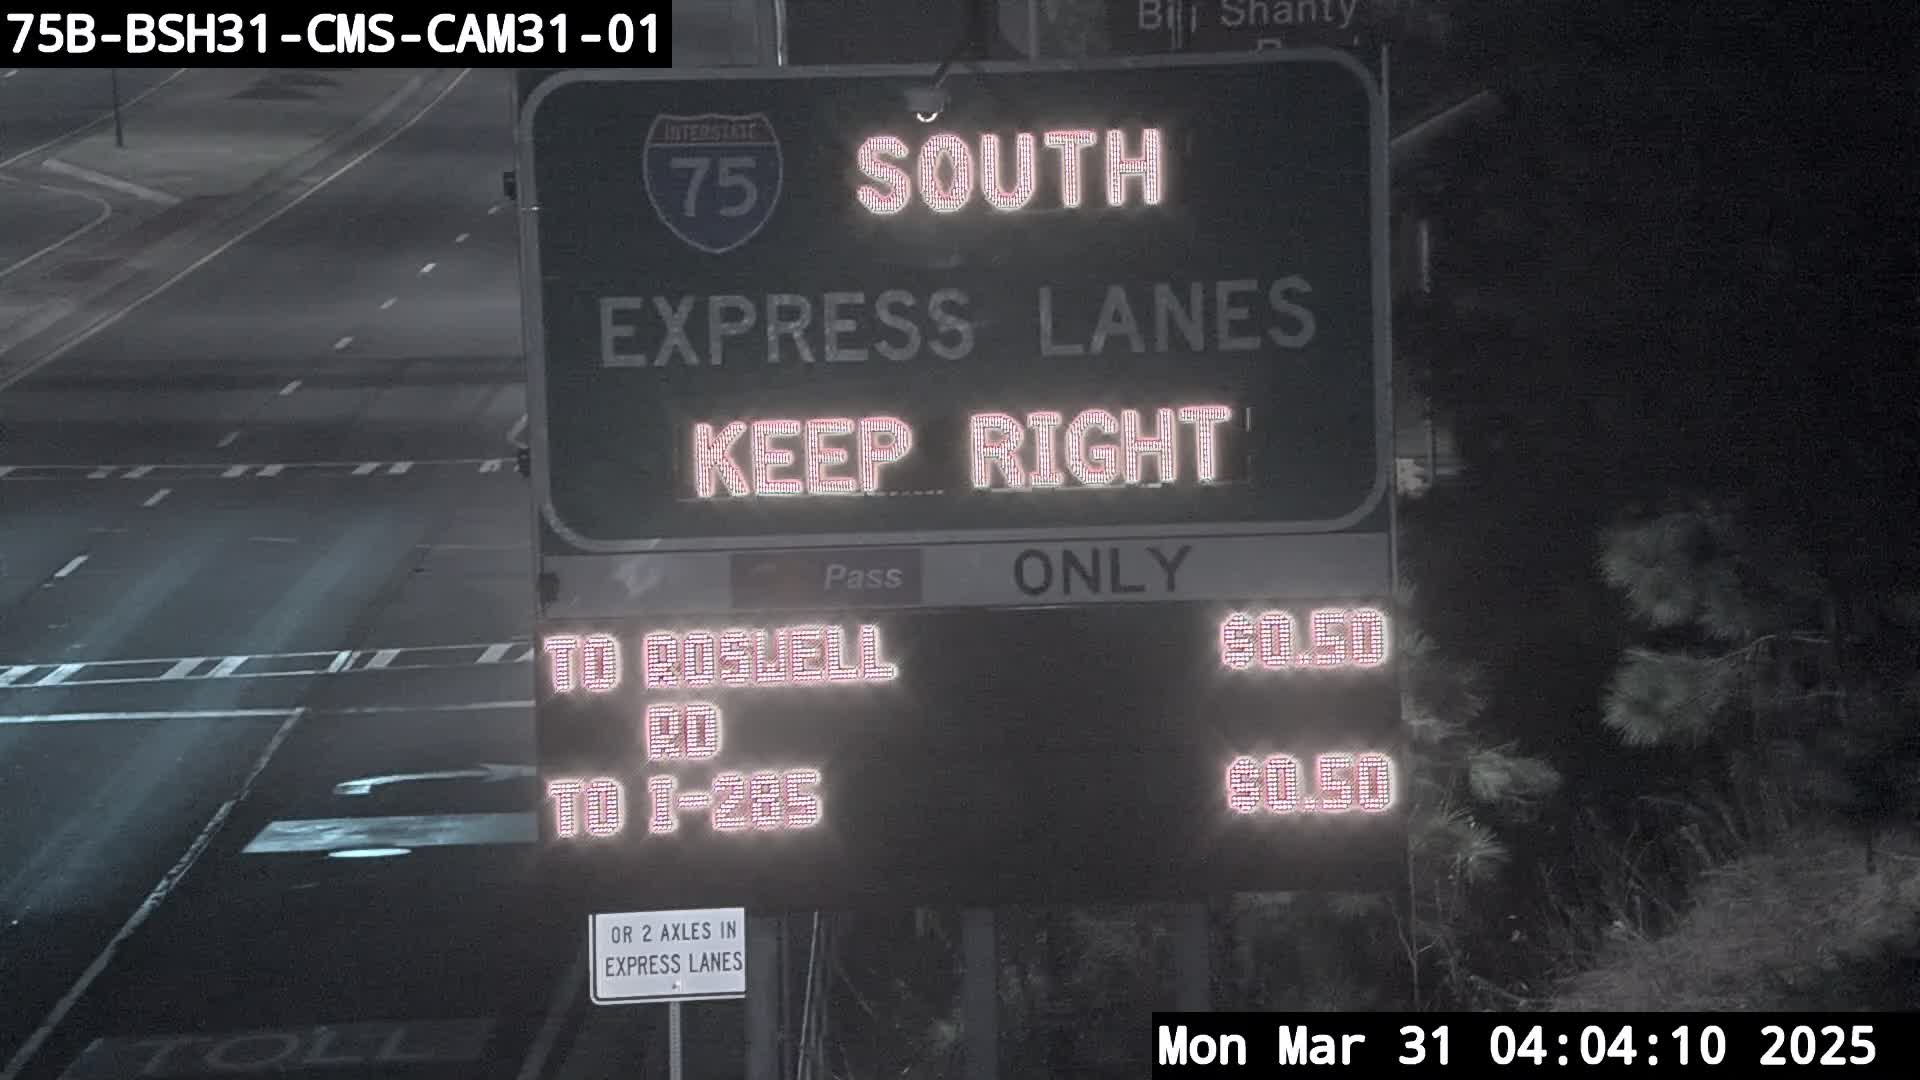 75B-BSH31-CMS-CAM31-01
Shanty
INTERSTATE
75
SOUTH
EXPRESS LANES
KEEP RIGHT
Pass ONLY
TO ROSWELL $0.50
RD
TO I-285 $0.50
OR 2 AXLES IN
EXPRESS LANES
TOLL
Mon Mar 31 04:04:10 2025